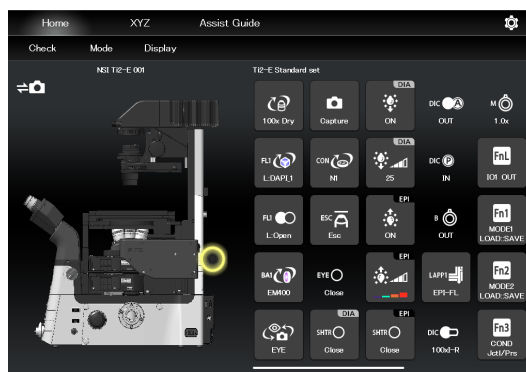 Home XYZ Assist Guide
Check Mode Display
NSI Ti2-E 001
Ti2-E Standard set
100x Dry
Capture
DIA
ON
DIC A
OUT
M
1.0x
FL1
L:DAPI_1
CON
N1
DIA
25
DIC P
IN
FnL
IO1 OUT
FL1
L:Open
ESC
Esc
EPI
ON
B
OUT
Fn1
MODE1
LOAD:SAVE
BA1
EM400
EYE
Close
EPI
LAPP1
EPI-FL
Fn2
MODE2
LOAD:SAVE
EYE
DIA
SHTR
Close
EPI
SHTR
Close
DIC
100xI-R
Fn3
COND
Jctl/Prs